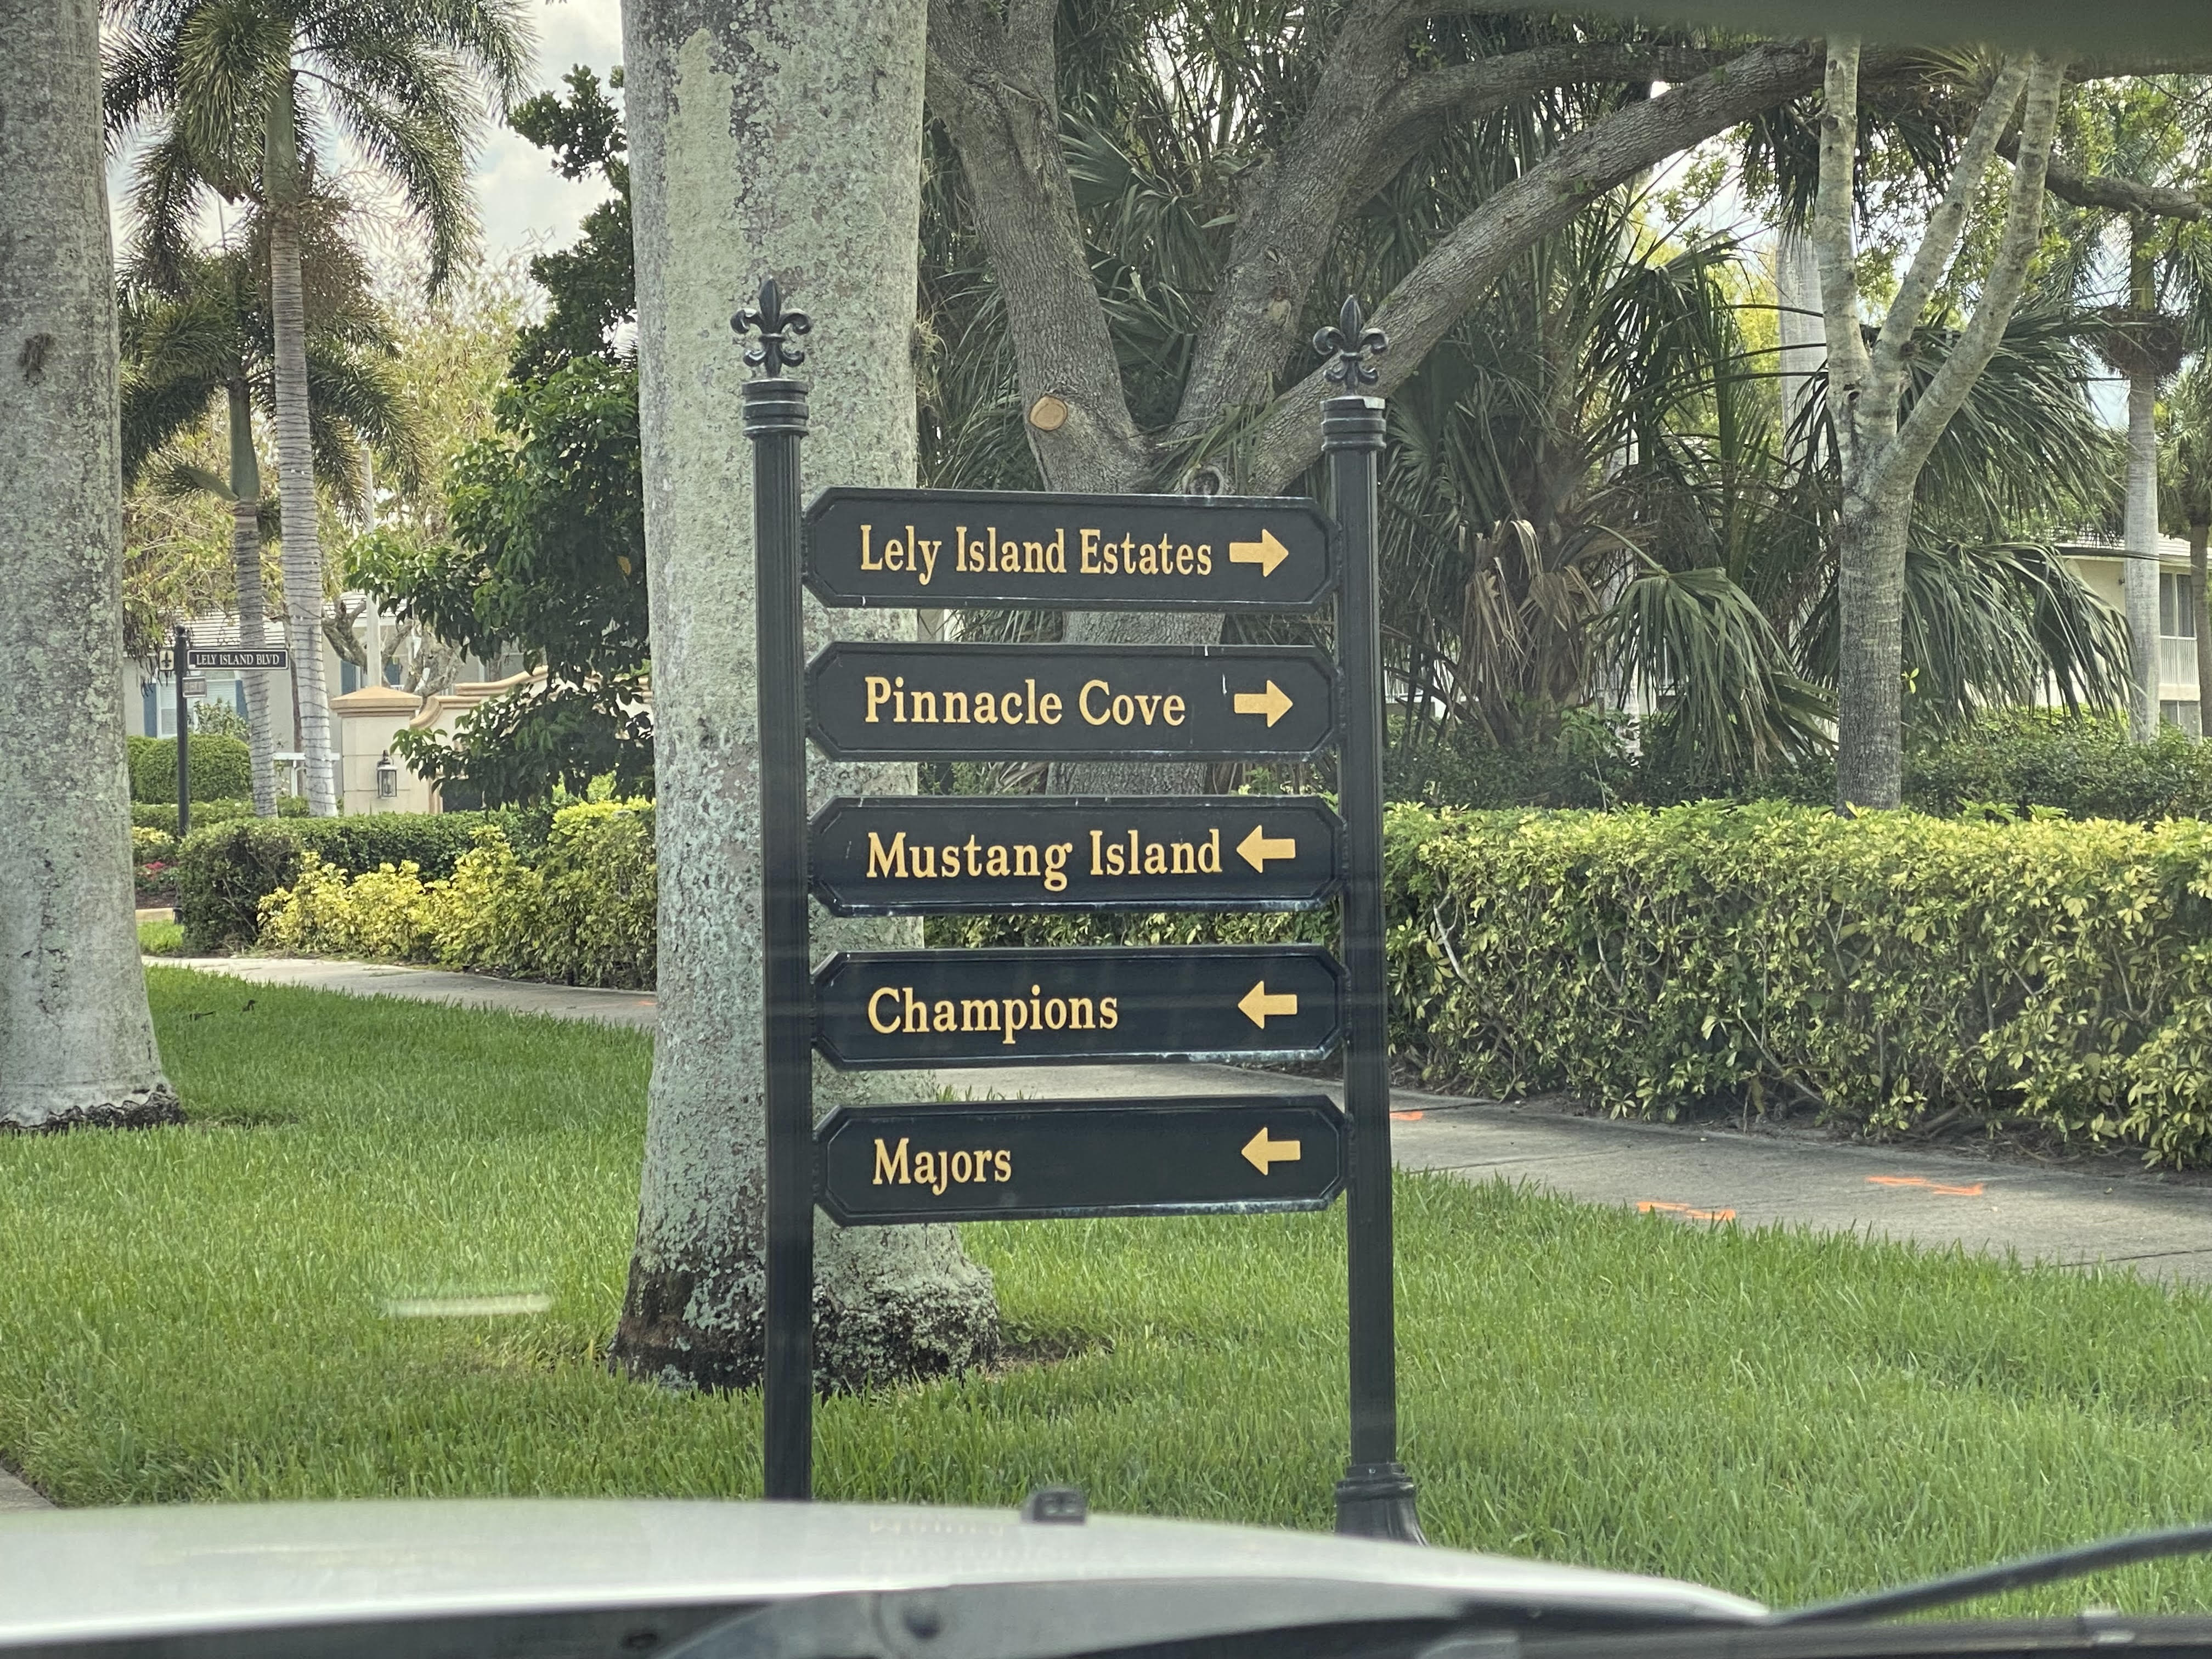 Lely Island Estates
Pinnacle Cove
Mustang Island
Champions
Majors
LELY ISLAND BLVD